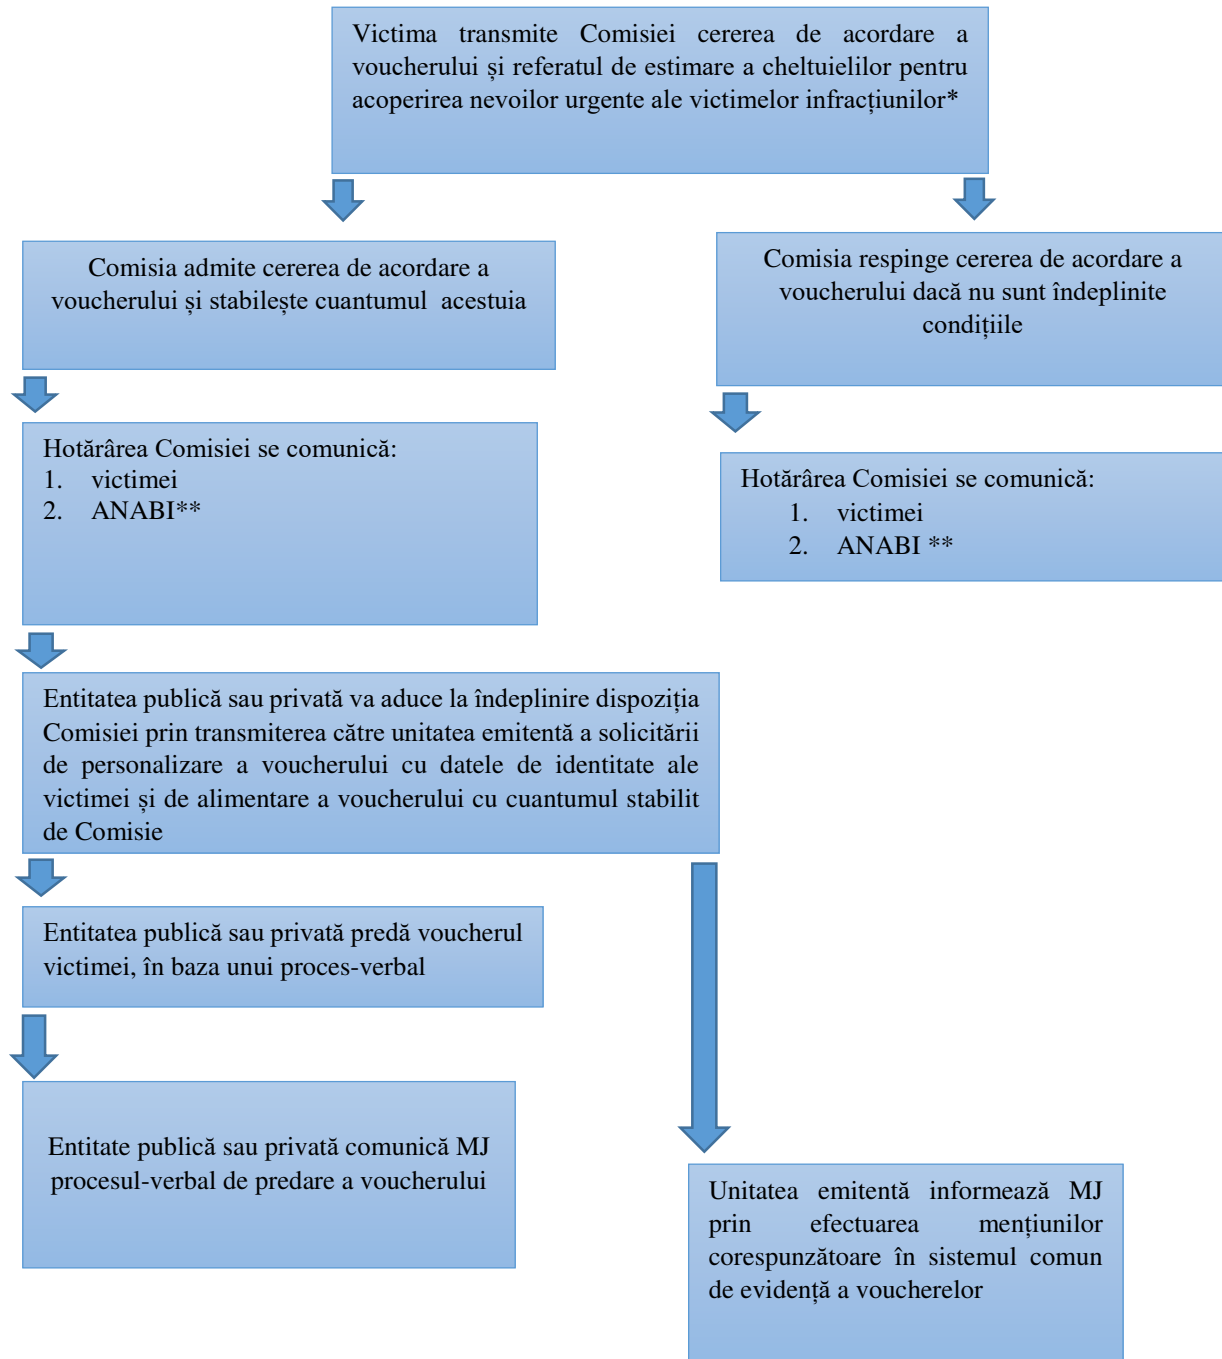 Victima transmite Comisiei cererea de acordare a
voucherului și referatul de estimare a cheltuielilor pentru
acoperirea nevoilor urgente ale victimelor infracțiunilor*
Comisia admite cererea de acordare a
voucherului și stabilește cuantumul acestuia
Comisia respinge cererea de acordare a
voucherului dacă nu sunt îndeplinite
condițiile
Hotărârea Comisiei se comunică:
1. victimei
2. ANABI**
Hotărârea Comisiei se comunică:
1. victimei
2. ANABI **
Entitatea publică sau privată va aduce la îndeplinire dispoziția
Comisiei prin transmiterea către unitatea emitentă a solicitării
de personalizare a voucherului cu datele de identitate ale
victimei și de alimentare a voucherului cu cuantumul stabilit
de Comisie
Entitatea publică sau privată predă voucherul
victimei, în baza unui proces-verbal
Entitate publică sau privată comunică MJ
procesul-verbal de predare a voucherului
Unitatea emitentă informează MJ
prin efectuarea mențiunilor
corespunzătoare în sistemul comun
de evidență a voucherelor